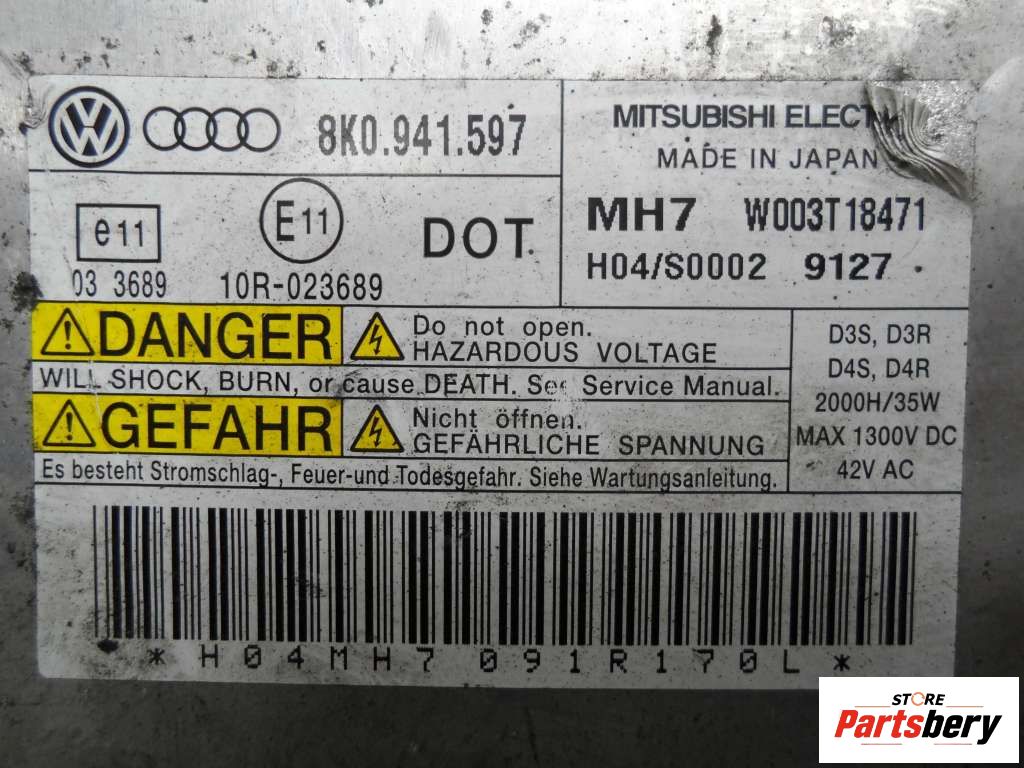 8K0.941.597
MITSUBISHI ELECT
MADE IN JAPAN
e11
E11
DOT
03 3689
10R-023689
MH7 W003T18471
H04/S0002 9127
DANGER
Do not open.
HAZARDOUS VOLTAGE
WILL SHOCK, BURN, or cause DEATH. See Service Manual.
GEFAHR
Nicht öffnen.
GEFÄHRLICHE SPANNUNG
Es besteht Stromschlag-, Feuer-und Todesgefahr. Siehe Wartungsanleitung.
D3S, D3R
D4S, D4R
2000H/35W
MAX 1300V DC
42V AC
*H04MH7091R170L*
STORE
Partsbery